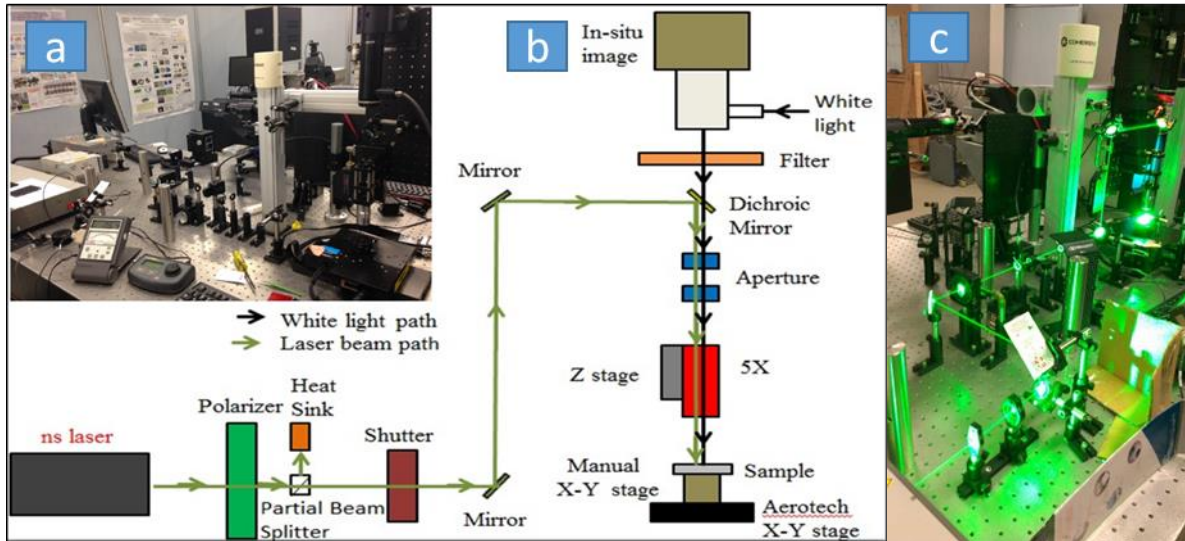 a
b
c
In-situ
image
White
light
Filter
Mirror
Dichroic
Mirror
Aperture
White light path
Laser beam path
Z stage
5X
Heat
Sink
Polarizer
Shutter
ns laser
Manual
X-Y stage
Sample
Partial Beam
Splitter
Mirror
Aerotech
X-Y stage
COHERENT